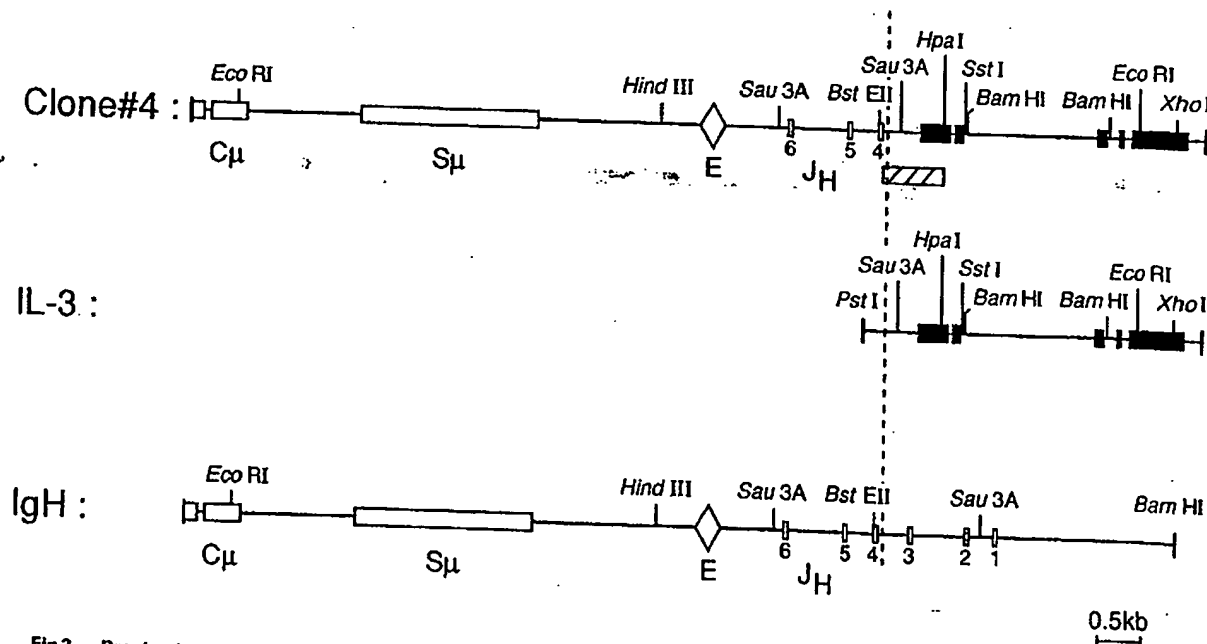 Hpa I
Eco RI Hind III Sau 3A Bst EII Sau 3A Sst I Bam HI Bam HI Eco RI Xho I
Clone#4 :
6 5 4
Cμ Sμ E JH
Hpa I
Sau 3A Sst I Eco RI
IL-3 : Pst I Bam HI Bam HI Xho I
Eco RI Hind III Sau 3A Bst EII Sau 3A Bam HI
IgH :
6 5 4 3 2 1
Cμ Sμ E JH
0.5kb